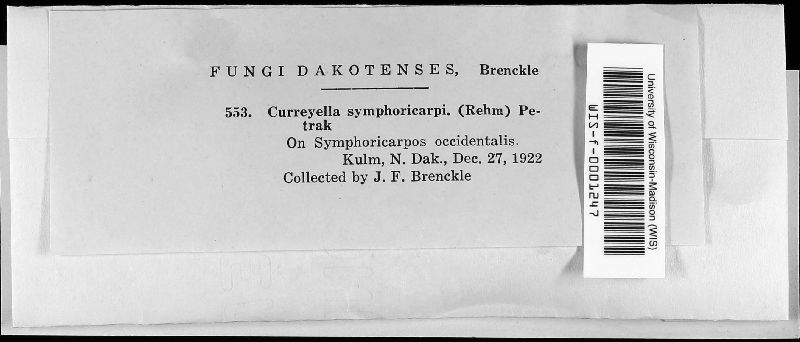 FUNGI DAKOTENSES, Brenckle
553. Curreyella symphoricarpi. (Rehm) Pe-
trak
On Symphoricarpos occidentalis.
Kulm, N. Dak., Dec. 27, 1922
Collected by J. F. Brenckle
University of Wisconsin-Madison (WIS)
WIS-f-0001247